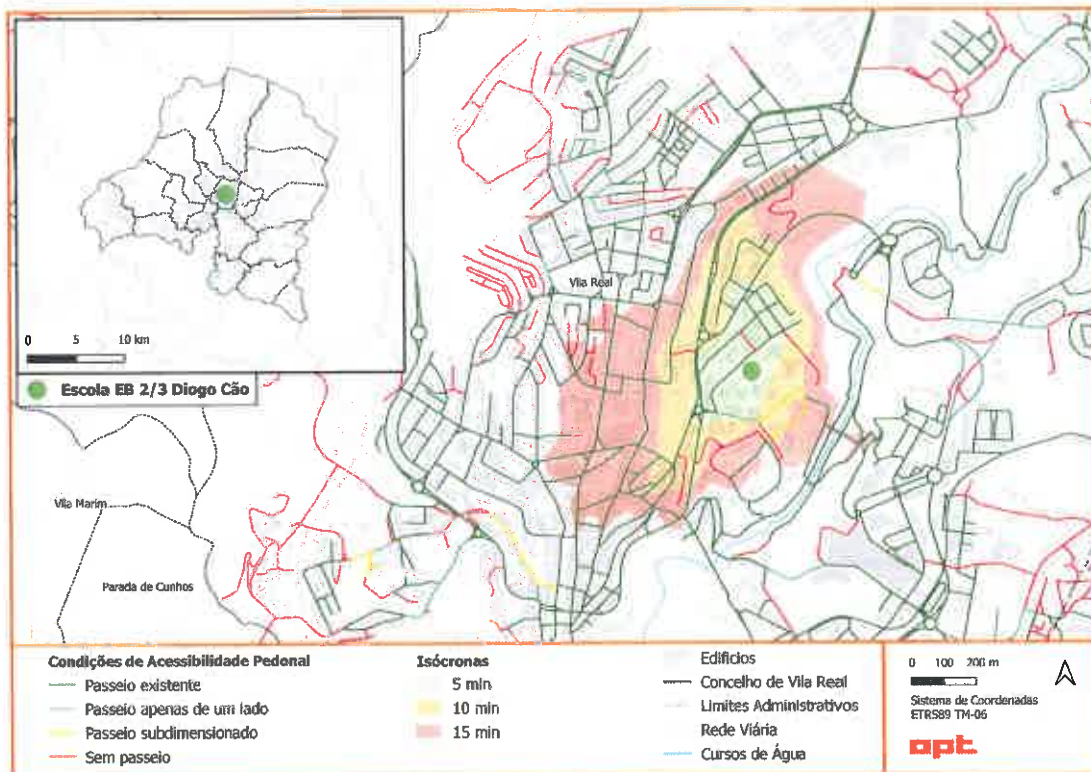 0 5 10 km
Escola EB 2/3 Diogo Cão
Vila Real
Vila Marim
Parada de Cunhos
Condições de Acessibilidade Pedonal
Passeio existente
Passeio apenas de um lado
Passeio subdimensionado
Sem passeio
Isócronas
5 min
10 min
15 min
Edifícios
Concelho de Vila Real
Limites Administrativos
Rede Viária
Cursos de Água
0 100 200 m
Sistema de Coordenadas
ETRS89 TM-06
opt